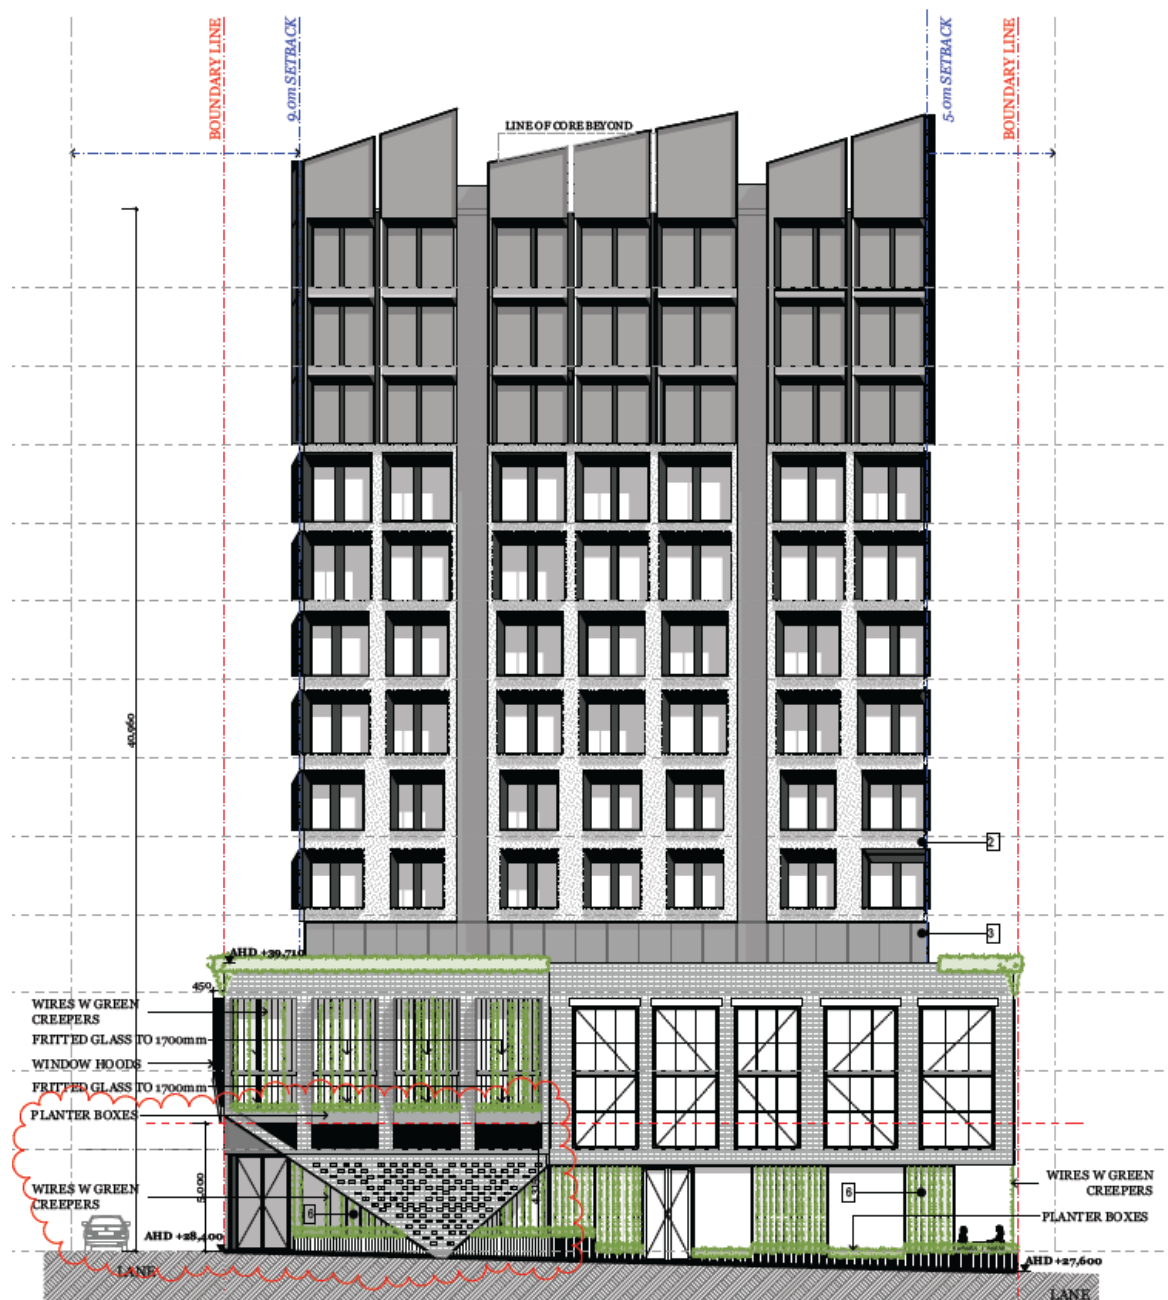 BOUNDARY LINE
9.0m SETBACK
5.0m SETBACK
BOUNDARY LINE
LINE OF CORE BEYOND
40,960
2
3
AHD +39,710
450
WIRES W GREEN
CREEPERS
FRITTED GLASS TO 1700mm
WINDOW HOODS
FRITTED GLASS TO 1700mm
PLANTER BOXES
WIRES W GREEN
CREEPERS
5,000
6
6
WIRES W GREEN
CREEPERS
PLANTER BOXES
AHD +28,400
AHD +27,600
LANE
LANE